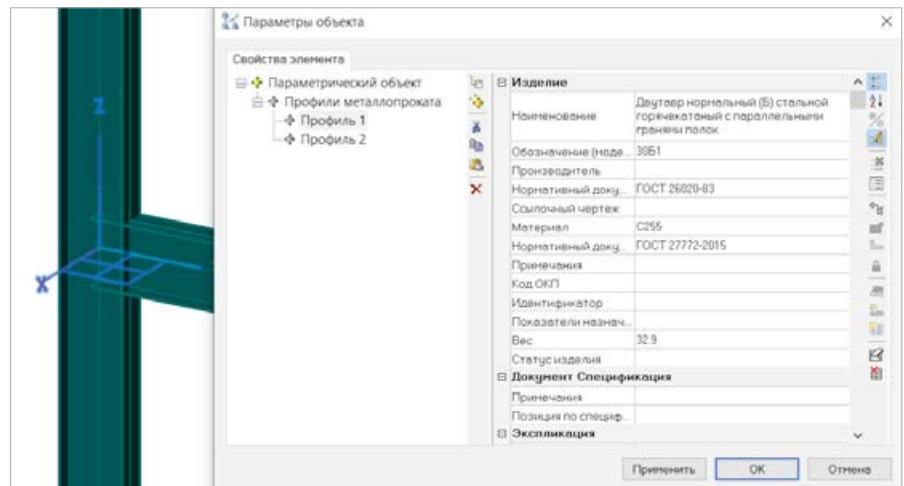 Параметры объекта
Свойства элемента
Параметрический объект
Профили металлопроката
Профиль 1
Профиль 2
Изделие
Наименование
Двутавр нормальный (Б) стальной
горячекатаный с параллельными
гранями полок
Обозначение (моде... 30Б1
Производитель
Нормативный доку... ГОСТ 26020-83
Ссылочный чертеж
Материал С255
Нормативный доку... ГОСТ 27772-2015
Примечания
Код ОКП
Идентификатор
Показатели назнач...
Вес 32.9
Статус изделия
Документ Спецификация
Примечания
Позиция по специф...
Экспликация
Применить ОК Отмена
Z
X